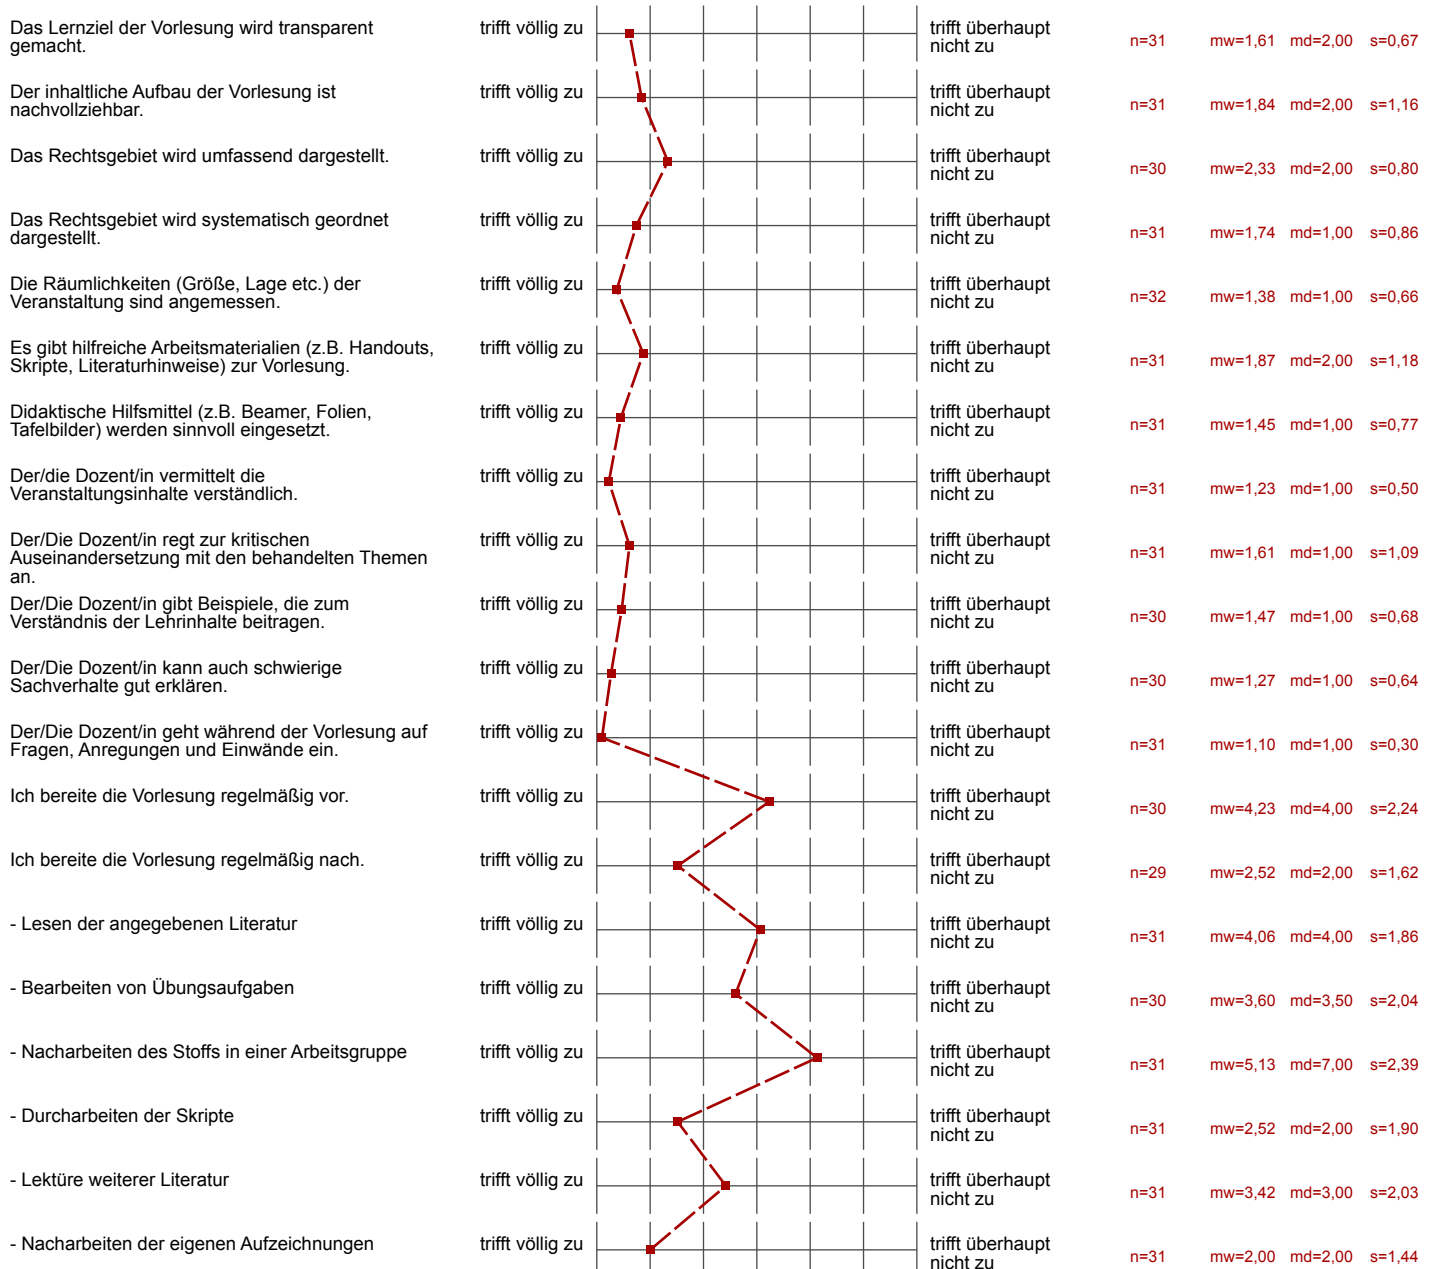 Das Lernziel der Vorlesung wird transparent
gemacht.
trifft völlig zu
trifft überhaupt
nicht zu
n=31 mw=1,61 md=2,00 s=0,67
Der inhaltliche Aufbau der Vorlesung ist
nachvollziehbar.
trifft völlig zu
trifft überhaupt
nicht zu
n=31 mw=1,84 md=2,00 s=1,16
Das Rechtsgebiet wird umfassend dargestellt.
trifft völlig zu
trifft überhaupt
nicht zu
n=30 mw=2,33 md=2,00 s=0,80
Das Rechtsgebiet wird systematisch geordnet
dargestellt.
trifft völlig zu
trifft überhaupt
nicht zu
n=31 mw=1,74 md=1,00 s=0,86
Die Räumlichkeiten (Größe, Lage etc.) der
Veranstaltung sind angemessen.
trifft völlig zu
trifft überhaupt
nicht zu
n=32 mw=1,38 md=1,00 s=0,66
Es gibt hilfreiche Arbeitsmaterialien (z.B. Handouts,
Skripte, Literaturhinweise) zur Vorlesung.
trifft völlig zu
trifft überhaupt
nicht zu
n=31 mw=1,87 md=2,00 s=1,18
Didaktische Hilfsmittel (z.B. Beamer, Folien,
Tafelbilder) werden sinnvoll eingesetzt.
trifft völlig zu
trifft überhaupt
nicht zu
n=31 mw=1,45 md=1,00 s=0,77
Der/die Dozent/in vermittelt die
Veranstaltungsinhalte verständlich.
trifft völlig zu
trifft überhaupt
nicht zu
n=31 mw=1,23 md=1,00 s=0,50
Der/Die Dozent/in regt zur kritischen
Auseinandersetzung mit den behandelten Themen
an.
trifft völlig zu
trifft überhaupt
nicht zu
n=31 mw=1,61 md=1,00 s=1,09
Der/Die Dozent/in gibt Beispiele, die zum
Verständnis der Lehrinhalte beitragen.
trifft völlig zu
trifft überhaupt
nicht zu
n=30 mw=1,47 md=1,00 s=0,68
Der/Die Dozent/in kann auch schwierige
Sachverhalte gut erklären.
trifft völlig zu
trifft überhaupt
nicht zu
n=30 mw=1,27 md=1,00 s=0,64
Der/Die Dozent/in geht während der Vorlesung auf
Fragen, Anregungen und Einwände ein.
trifft völlig zu
trifft überhaupt
nicht zu
n=31 mw=1,10 md=1,00 s=0,30
Ich bereite die Vorlesung regelmäßig vor.
trifft völlig zu
trifft überhaupt
nicht zu
n=30 mw=4,23 md=4,00 s=2,24
Ich bereite die Vorlesung regelmäßig nach.
trifft völlig zu
trifft überhaupt
nicht zu
n=29 mw=2,52 md=2,00 s=1,62
- Lesen der angegebenen Literatur
trifft völlig zu
trifft überhaupt
nicht zu
n=31 mw=4,06 md=4,00 s=1,86
- Bearbeiten von Übungsaufgaben
trifft völlig zu
trifft überhaupt
nicht zu
n=30 mw=3,60 md=3,50 s=2,04
- Nacharbeiten des Stoffs in einer Arbeitsgruppe
trifft völlig zu
trifft überhaupt
nicht zu
n=31 mw=5,13 md=7,00 s=2,39
- Durcharbeiten der Skripte
trifft völlig zu
trifft überhaupt
nicht zu
n=31 mw=2,52 md=2,00 s=1,90
- Lektüre weiterer Literatur
trifft völlig zu
trifft überhaupt
nicht zu
n=31 mw=3,42 md=3,00 s=2,03
- Nacharbeiten der eigenen Aufzeichnungen
trifft völlig zu
trifft überhaupt
nicht zu
n=31 mw=2,00 md=2,00 s=1,44